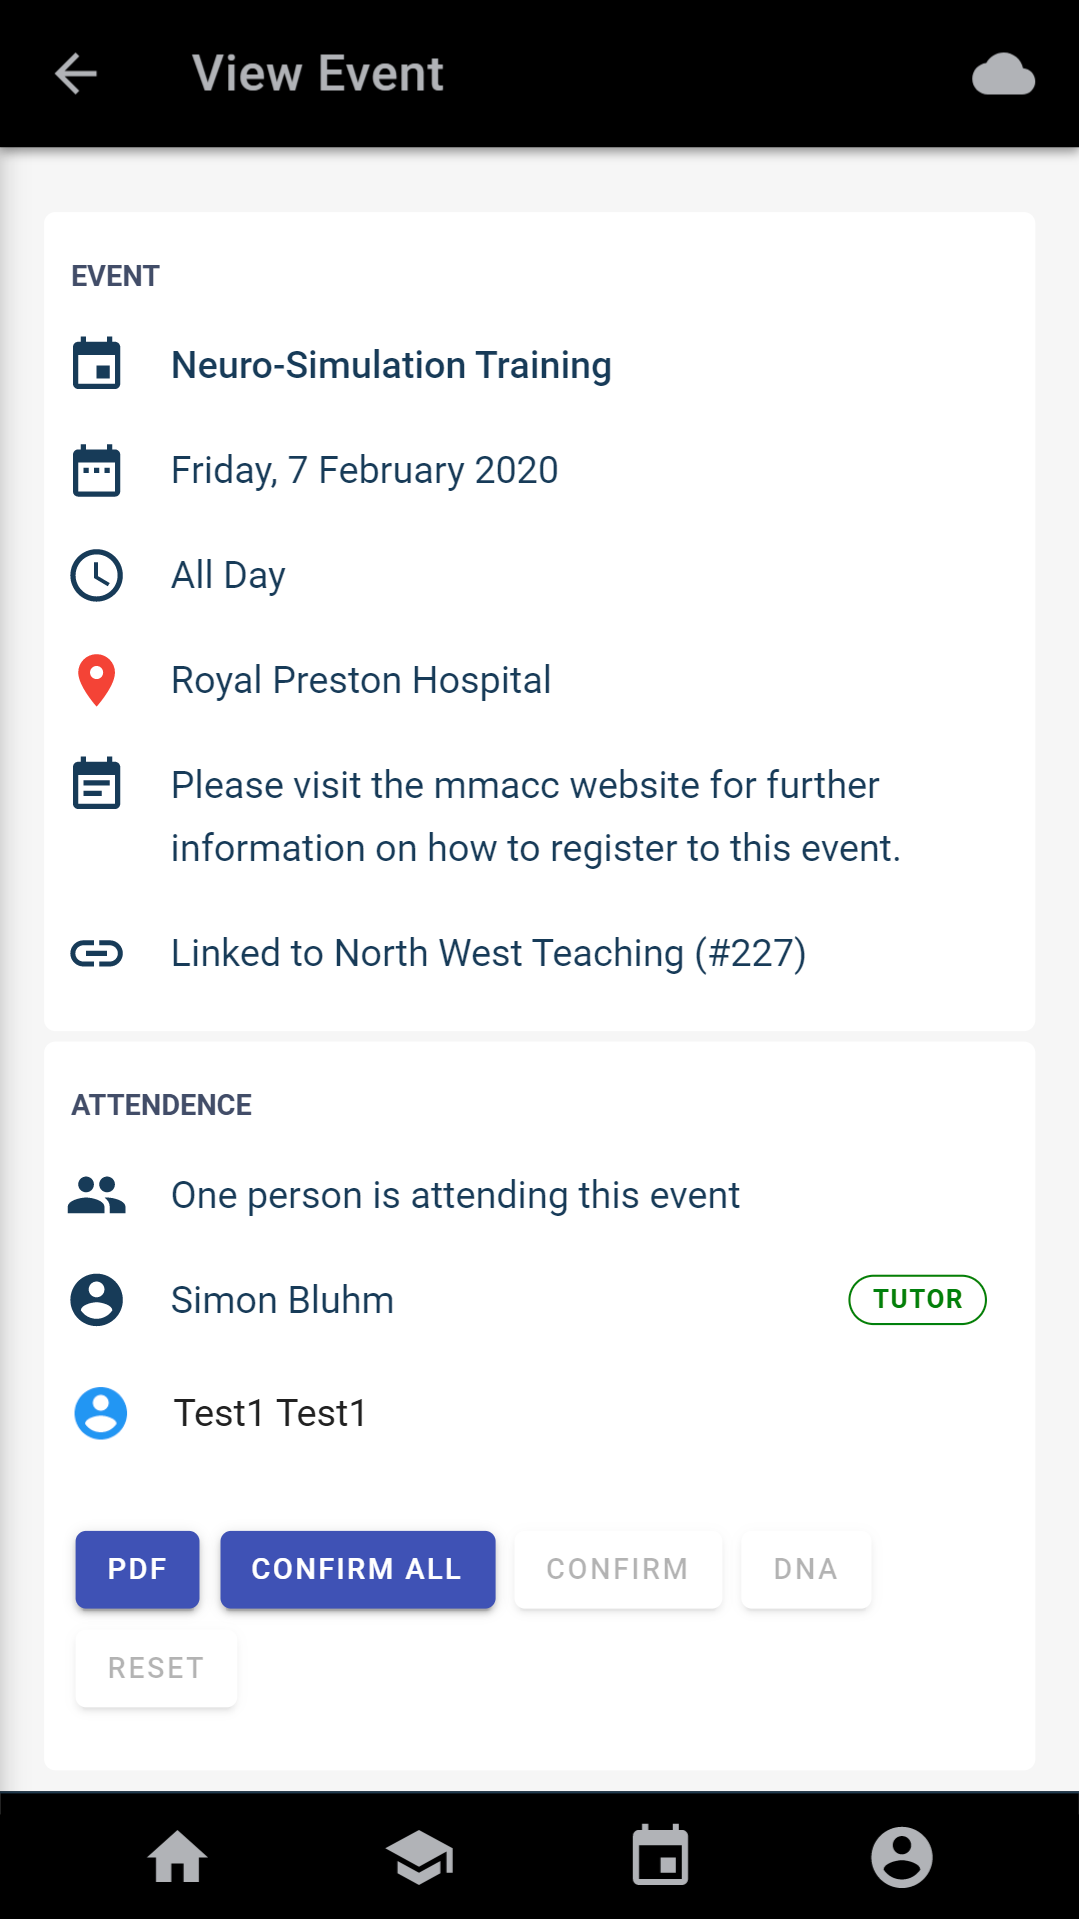 View Event
EVENT
Neuro-Simulation Training
Friday, 7 February 2020
All Day
Royal Preston Hospital
Please visit the mmacc website for further
information on how to register to this event.
Linked to North West Teaching (#227)
ATTENDENCE
One person is attending this event
Simon Bluhm TUTOR
Test1 Test1
PDF CONFIRM ALL CONFIRM DNA
RESET